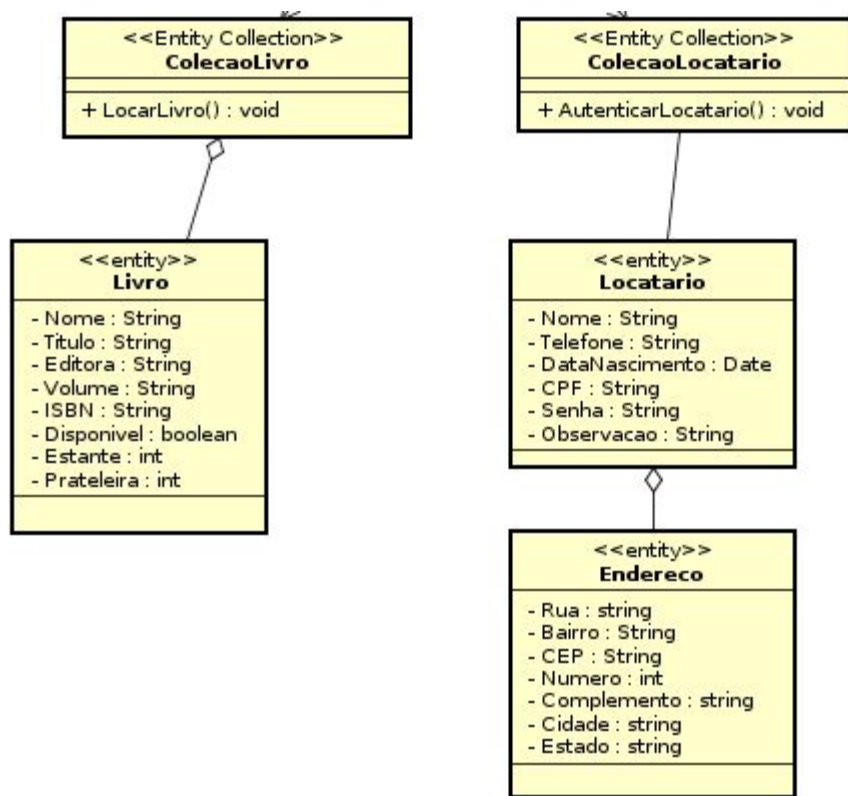 <<Entity Collection>>
ColecaoLivro
+ LocarLivro() : void
<<Entity Collection>>
ColecaoLocatario
+ AutenticarLocatario() : void
<<entity>>
Livro
- Nome : String
- Titulo : String
- Editora : String
- Volume : String
- ISBN : String
- Disponivel : boolean
- Estante : int
- Prateleira : int
<<entity>>
Locatario
- Nome : String
- Telefone : String
- DataNascimento : Date
- CPF : String
- Senha : String
- Observacao : String
<<entity>>
Endereco
- Rua : string
- Bairro : String
- CEP : String
- Numero : int
- Complemento : string
- Cidade : string
- Estado : string